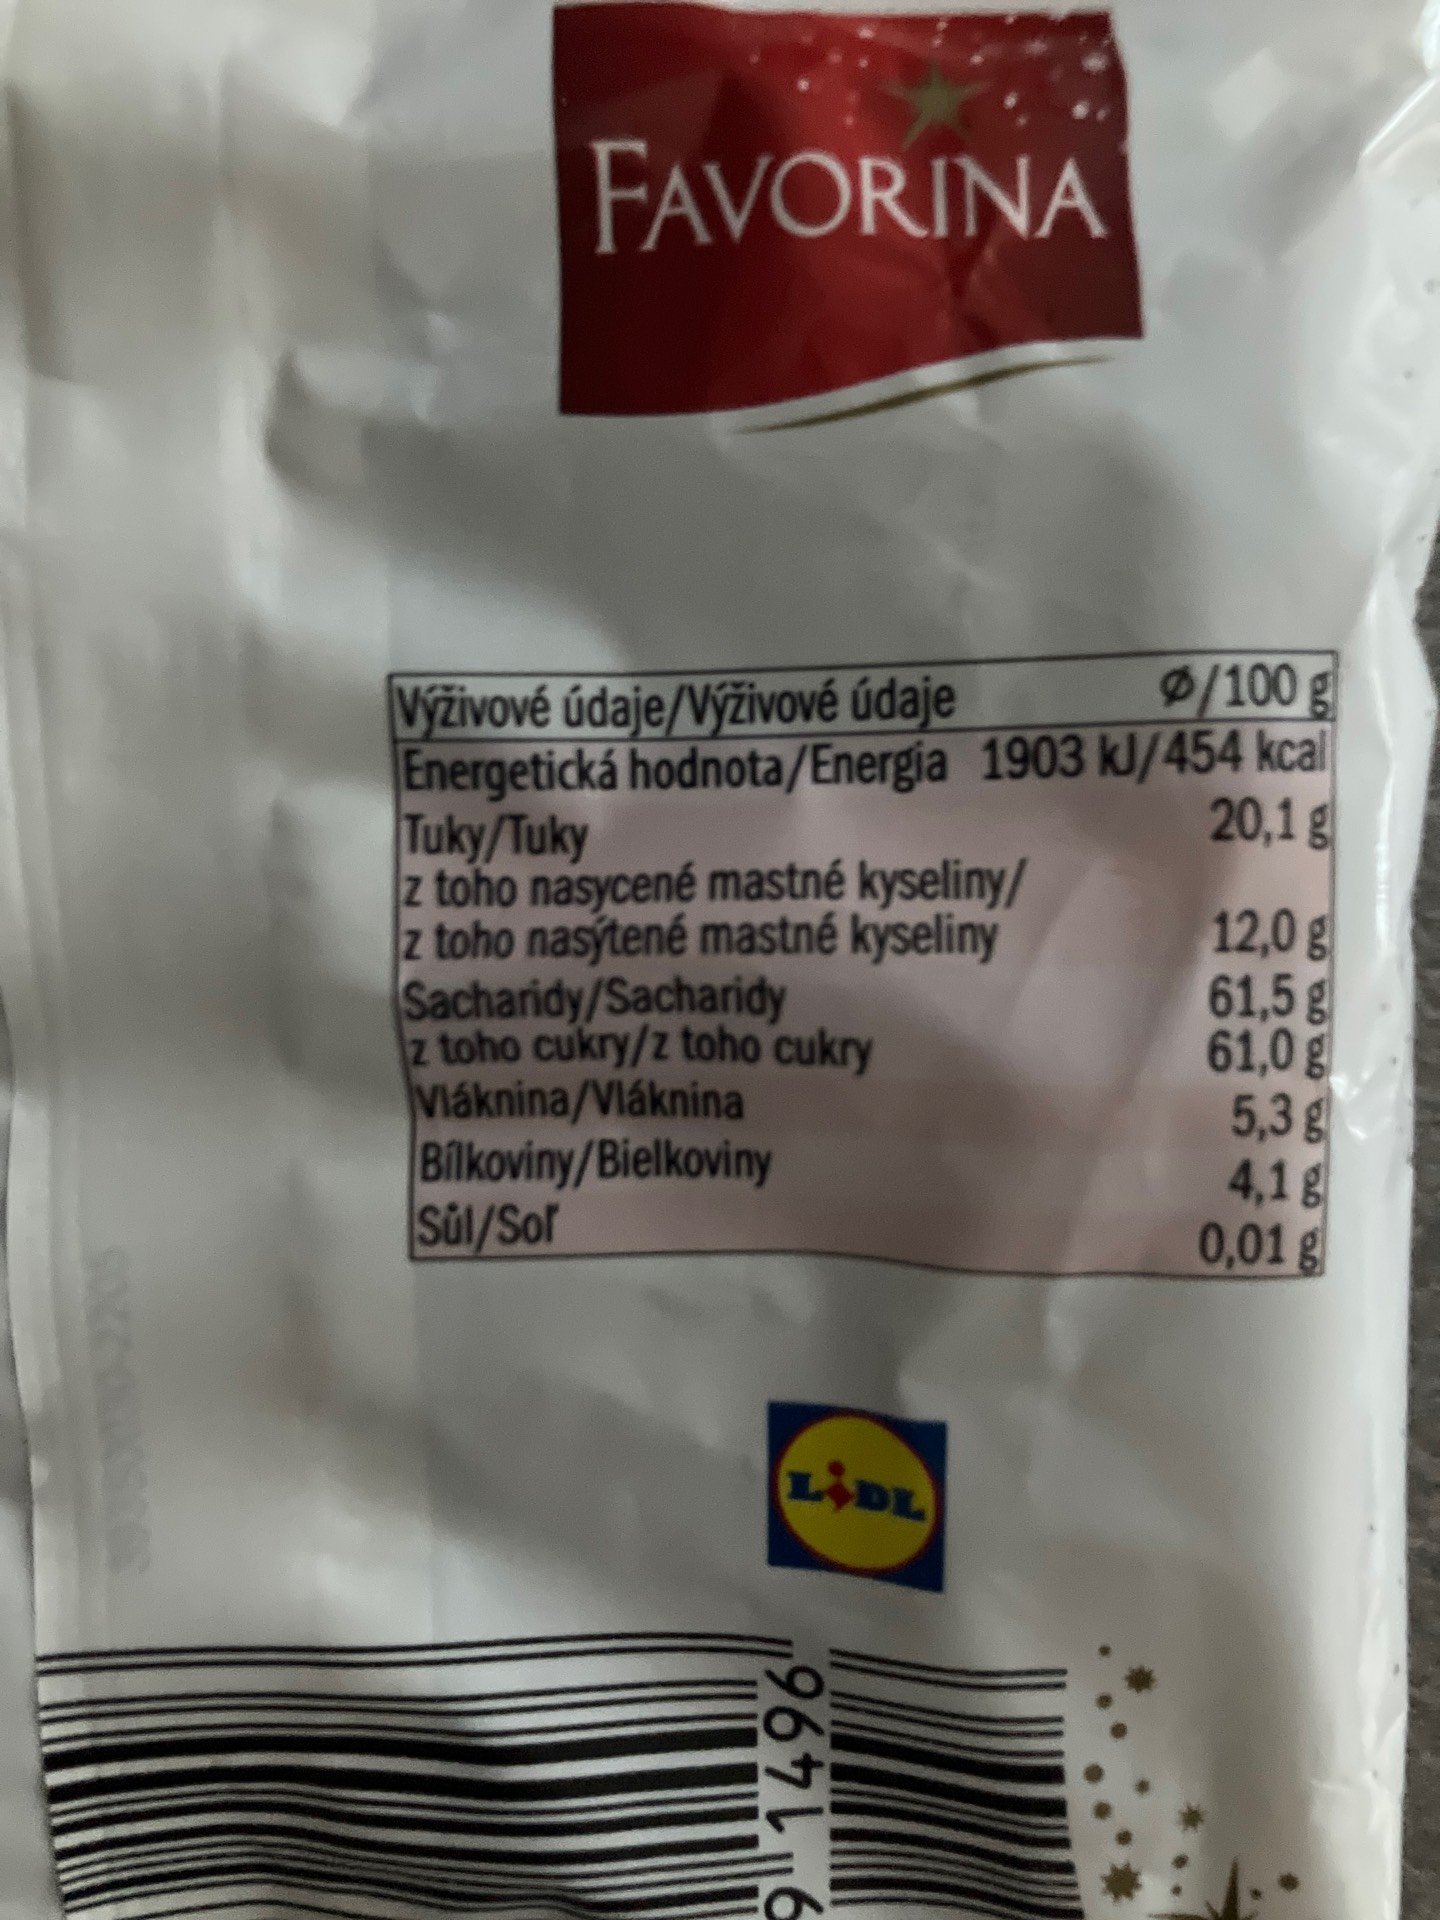 FAVORINA
Výživové údaje/Výživové údaje Ø/100 g
Energetická hodnota/Energia 1903 kJ/454 kcal
Tuky/Tuky 20,1 g
z toho nasycené mastné kyseliny/
z toho nasýtené mastné kyseliny 12,0 g
Sacharidy/Sacharidy 61,5 g
z toho cukry/z toho cukry 61,0 g
Vláknina/Vláknina 5,3 g
Bílkoviny/Bielkoviny 4,1 g
Sůl/Soľ 0,01 g
LIDL
9 1496